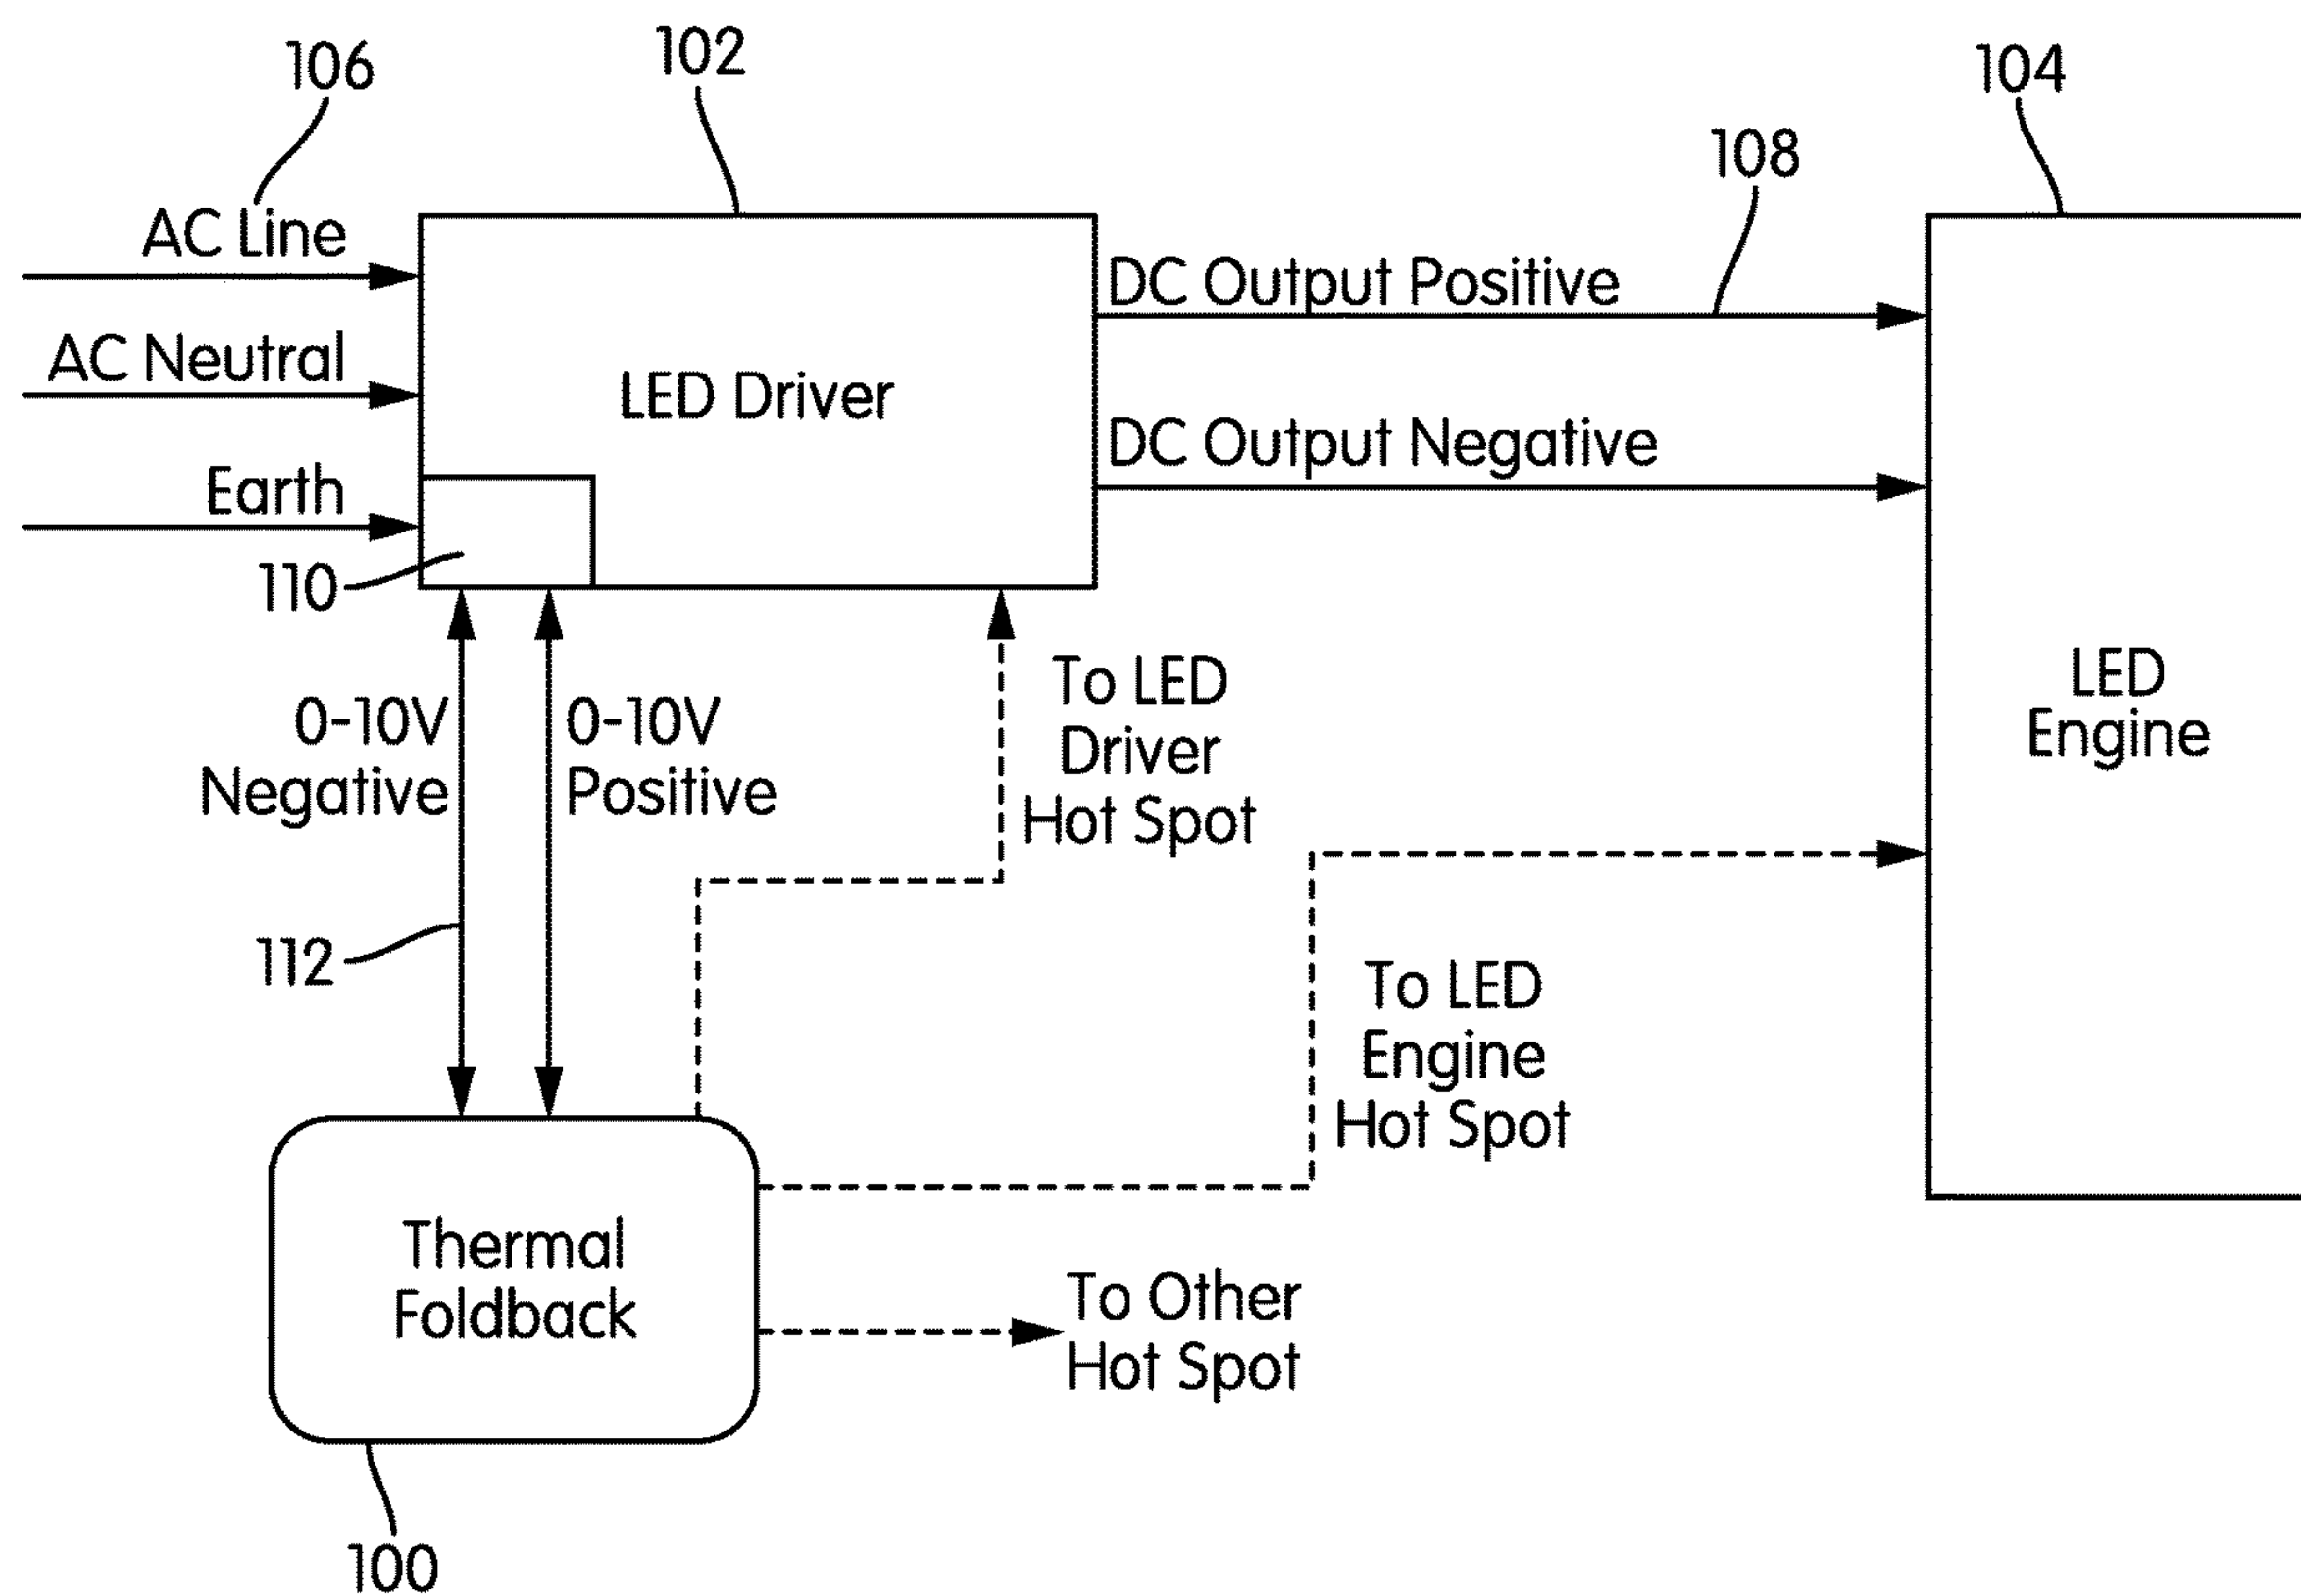 106
102
104
108
AC Line
DC Output Positive
AC Neutral
LED Driver
DC Output Negative
Earth
110
0-10V
Negative
0-10V
Positive
To LED
Driver
Hot Spot
LED
Engine
112
To LED
Engine
Hot Spot
Thermal
Foldback
To Other
Hot Spot
100